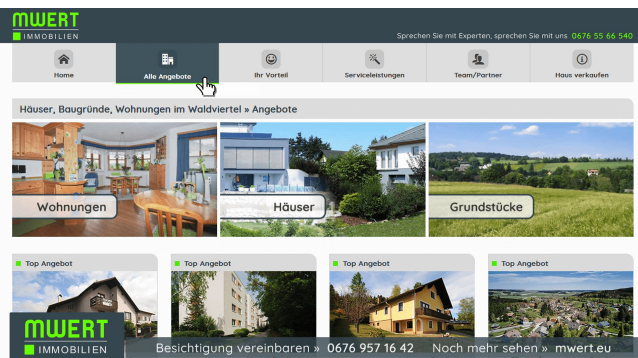 MWERT
IMMOBILIEN
Sprechen Sie mit Experten, sprechen Sie mit uns 0676 55 66 540
Home
Alle Angebote
Ihr Vorteil
Serviceleistungen
Team/Partner
Haus verkaufen
Häuser, Baugründe, Wohnungen im Waldviertel » Angebote
Wohnungen
Häuser
Grundstücke
Top Angebot
Top Angebot
Top Angebot
Top Angebot
MWERT
IMMOBILIEN
Besichtigung vereinbaren » 0676 957 16 42 Noch mehr sehen » mwert.eu